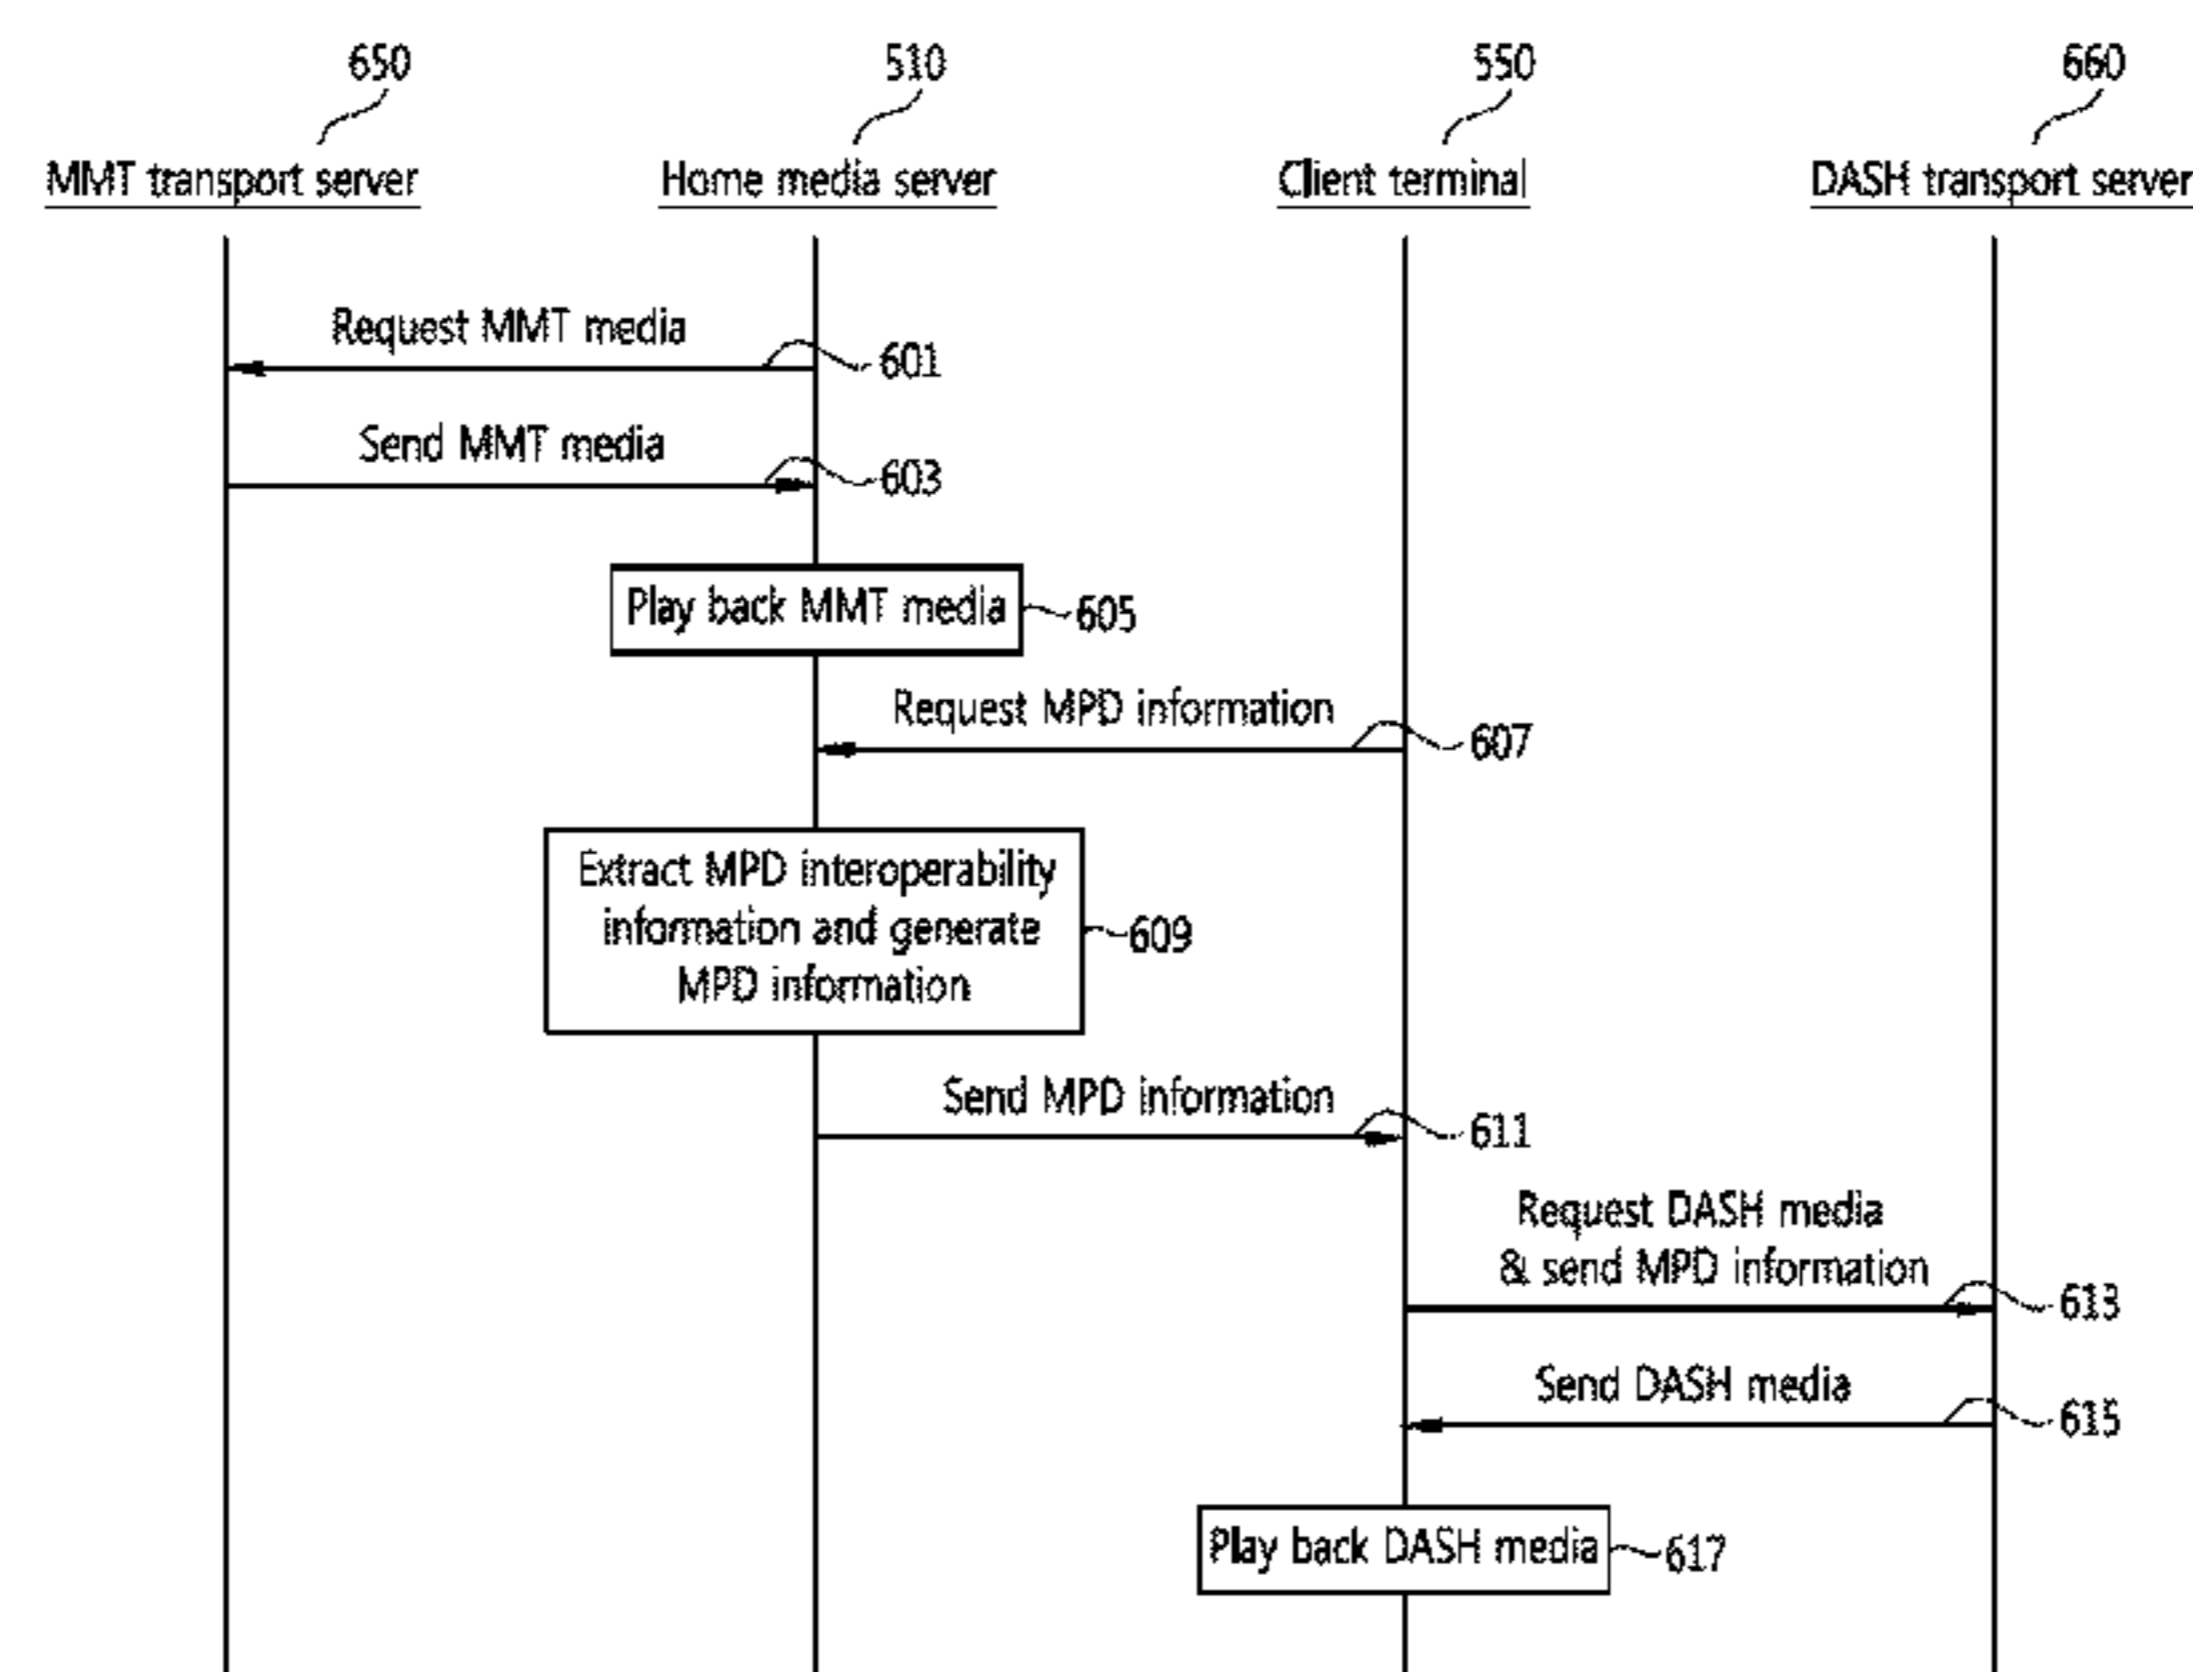 650
510
550
660
MMT transport server
Home media server
Client terminal
DASH transport server
Request MMT media
601
Send MMT media
603
Play back MMT media
605
Request MPD information
607
Extract MPD interoperability
information and generate
MPD information
609
Send MPD information
611
Request DASH media
& send MPD information
613
Send DASH media
615
Play back DASH media
617